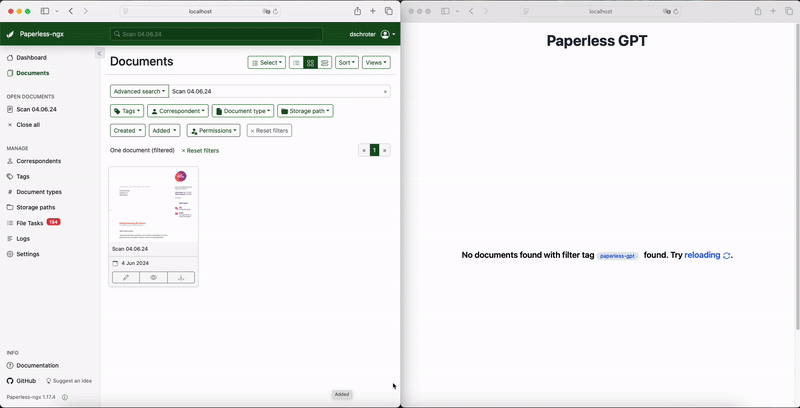 localhost
Paperless-ngx
Scan 04.06.24
dschroter
Dashboard
Documents
OPEN DOCUMENTS
Scan 04.06.24
Close all
MANAGE
Correspondents
Tags
Document types
Storage paths
File Tasks 184
Logs
Settings
INFO
Documentation
GitHub
Suggest an idea
Paperless-ngx 1.17.4
Documents
Select
Sort
Views
Advanced search
Scan 04.06.24
Tags
Correspondent
Document type
Storage path
Created
Added
Permissions
Reset filters
One document (filtered)
Reset filters
« 1 »
Scan 04.06.24
4 Jun 2024
Added
localhost
Paperless GPT
No documents found with filter tag paperless-gpt found. Try reloading .